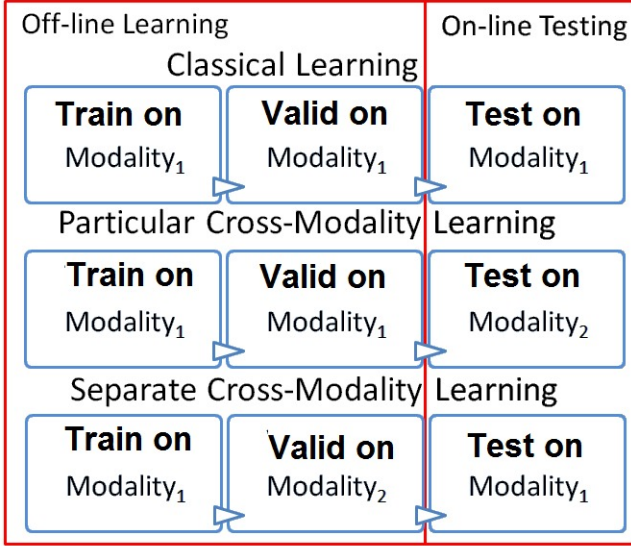 Off-line Learning On-line Testing
Classical Learning
Train on Valid on Test on
Modality₁ Modality₁ Modality₁
Particular Cross-Modality Learning
Train on Valid on Test on
Modality₁ Modality₁ Modality₂
Separate Cross-Modality Learning
Train on Valid on Test on
Modality₁ Modality₂ Modality₁